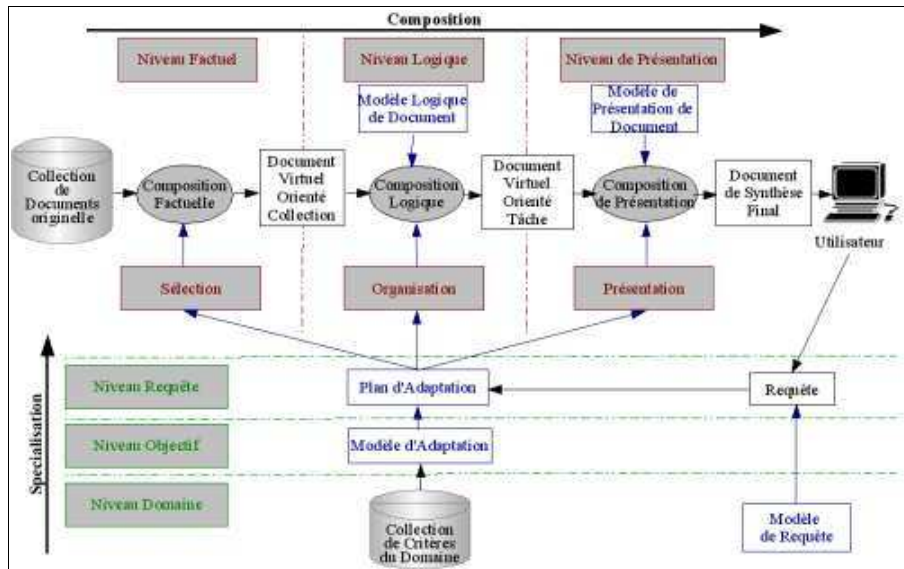 Composition
Niveau Factuel
Niveau Logique
Niveau de Présentation
Modèle Logique
de Document
Modèle de
Présentation de
Document
Collection
de
Documents
originelle
Composition
Factuelle
Document
Virtuel
Orienté
Collection
Composition
Logique
Document
Virtuel
Orienté
Tâche
Composition
de Présentation
Document
de Synthèse
Final
Utilisateur
Sélection
Organisation
Présentation
Specialisation
Niveau Requête
Plan d'Adaptation
Requête
Niveau Objectif
Modèle d'Adaptation
Niveau Domaine
Collection
de Critères
du Domaine
Modèle
de Requête